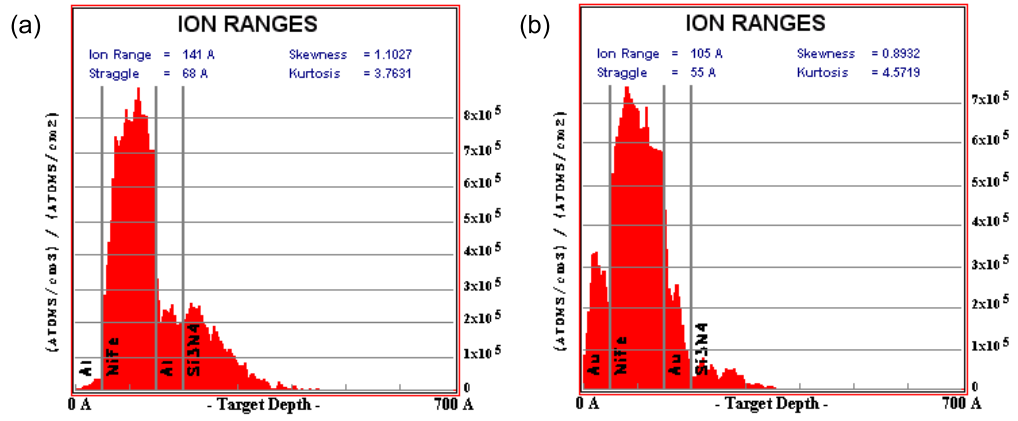 (a)
ION RANGES
Ion Range = 141 A Skewness = 1.1027
Straggle = 68 A Kurtosis = 3.7631
(ATOMS/cm3) / (ATOMS/cm2)
8x10 5
7x10 5
6x10 5
5x10 5
4x10 5
3x10 5
2x10 5
1x10 5
0
Al
NiFe
Al
Si3N4
0 A - Target Depth - 700 A
(b)
ION RANGES
Ion Range = 105 A Skewness = 0.8932
Straggle = 55 A Kurtosis = 4.5719
(ATOMS/cm3) / (ATOMS/cm2)
7x10 5
6x10 5
5x10 5
4x10 5
3x10 5
2x10 5
1x10 5
0
Au
NiFe
Au
Si3N4
0 A - Target Depth - 700 A